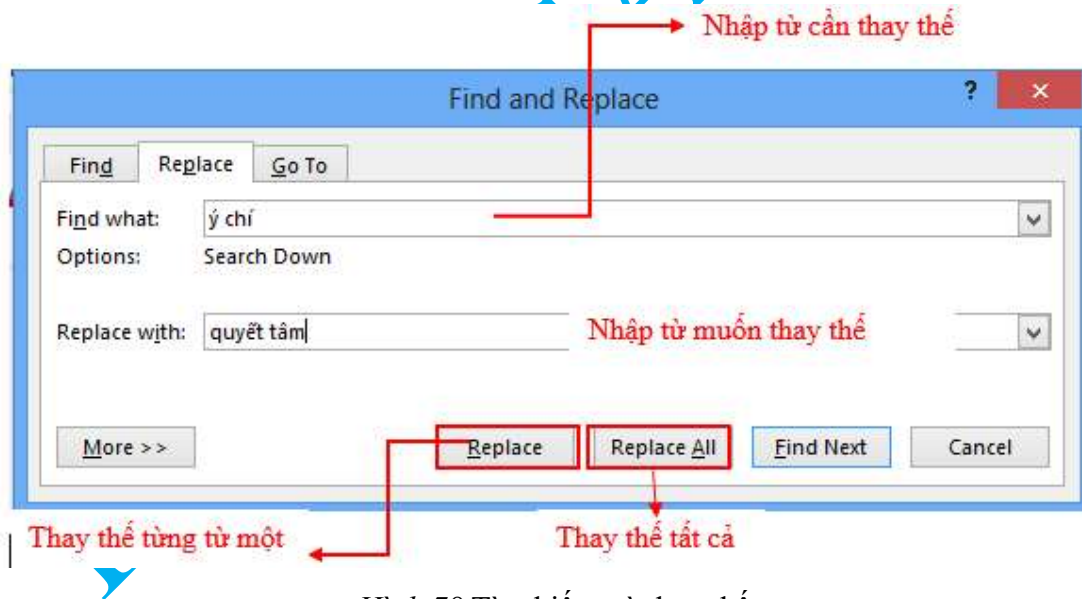 Nhập từ cần thay thế
Find and Replace ?
Find Replace Go To
Find what: ý chí
Options: Search Down
Replace with: quyết tâm Nhập từ muốn thay thế
More >> Replace Replace All Find Next Cancel
Thay thế từng từ một Thay thế tất cả